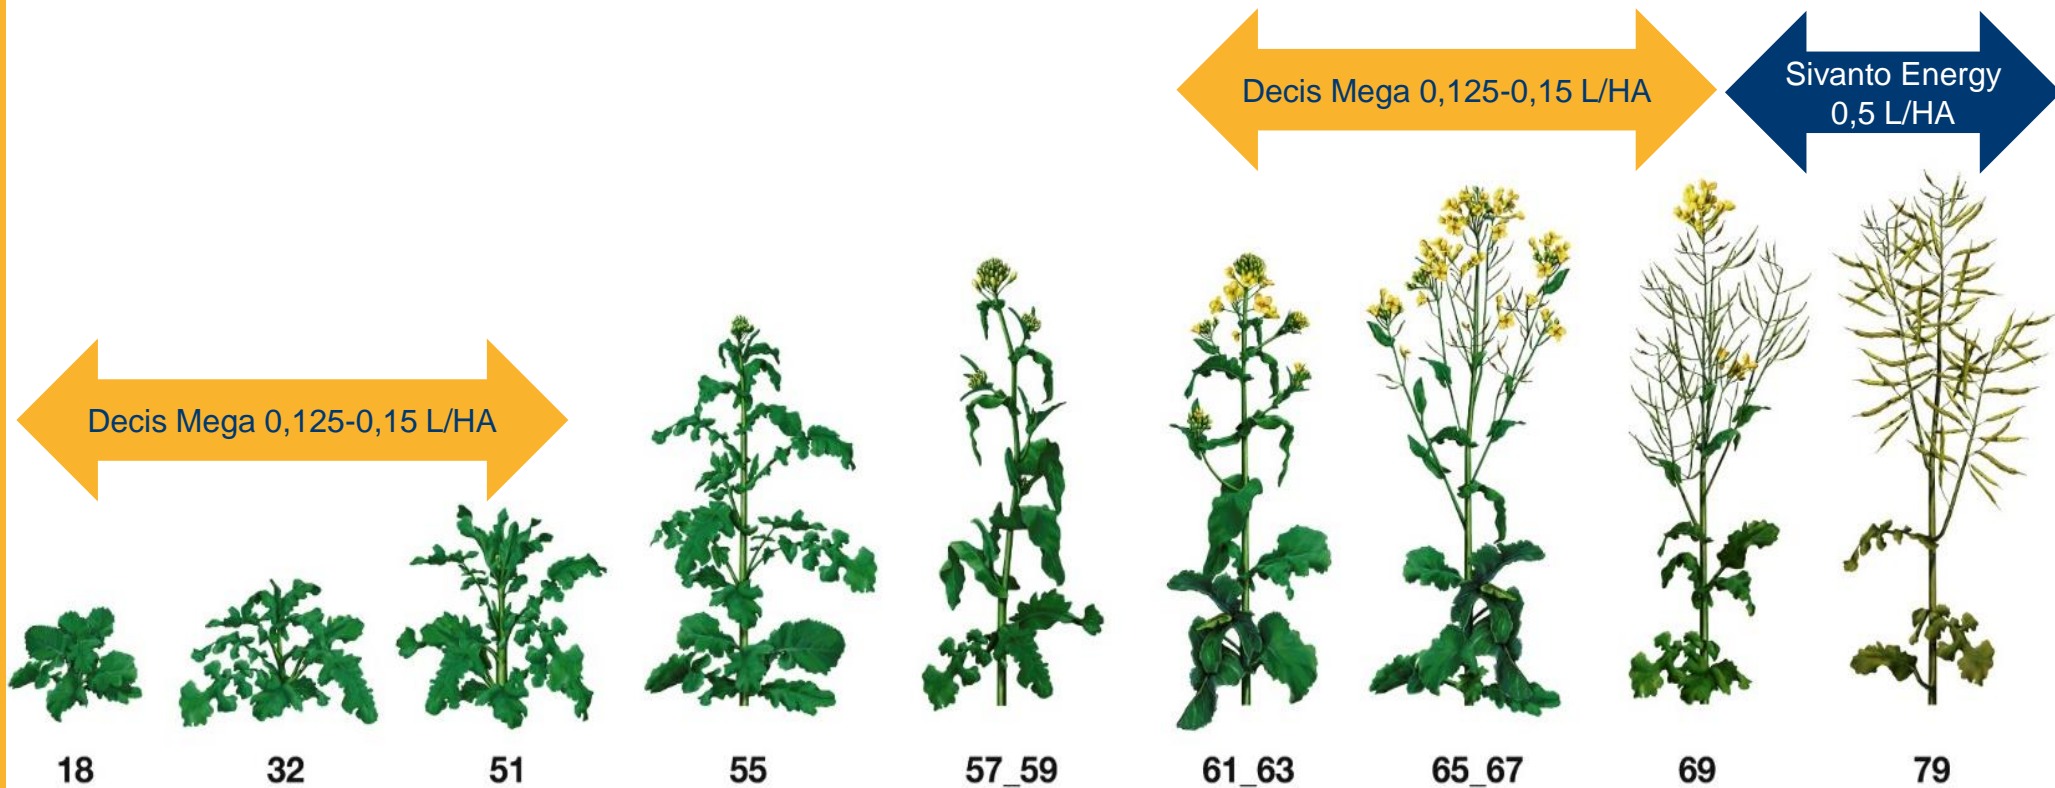 Decis Mega 0,125-0,15 L/HA
Sivanto Energy
0,5 L/HA
Decis Mega 0,125-0,15 L/HA
18
32
51
55
57_59
61_63
65_67
69
79